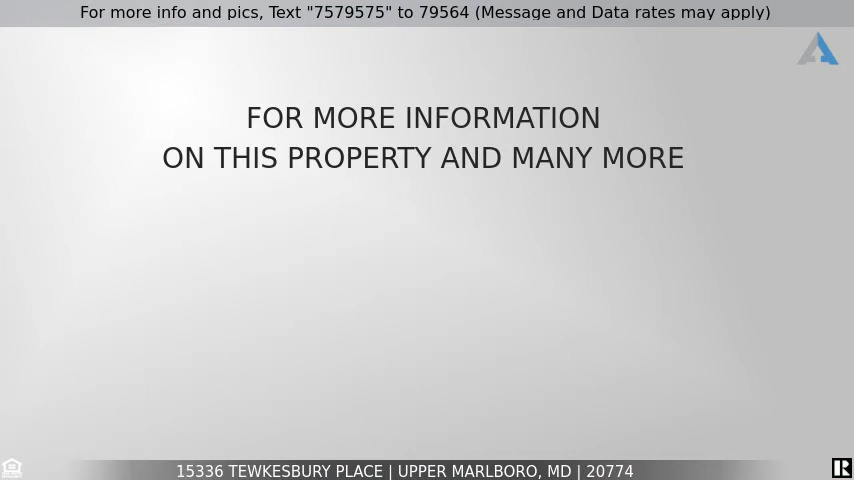 For more info and pics, Text "7579575" to 79564 (Message and Data rates may apply)
FOR MORE INFORMATION
ON THIS PROPERTY AND MANY MORE
15336 TEWKESBURY PLACE | UPPER MARLBORO, MD | 20774